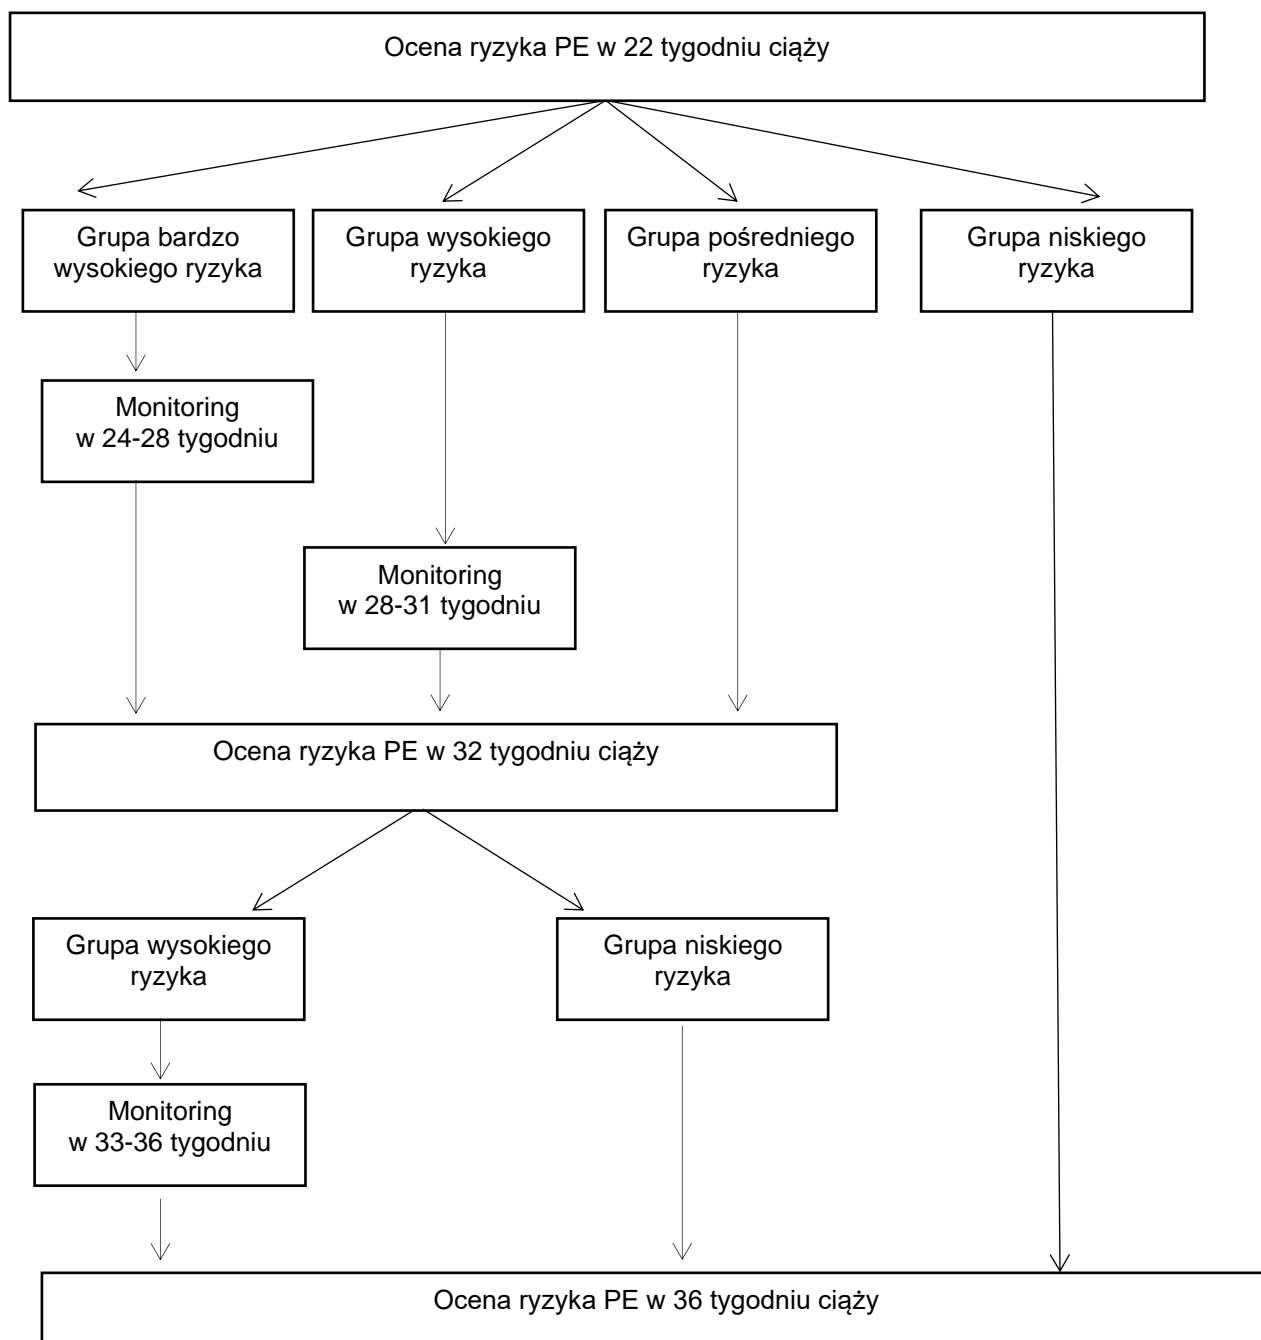 Ocena ryzyka PE w 22 tygodniu ciąży
Grupa bardzo
wysokiego ryzyka
Grupa wysokiego
ryzyka
Grupa pośredniego
ryzyka
Grupa niskiego
ryzyka
Monitoring
w 24-28 tygodniu
Monitoring
w 28-31 tygodniu
Ocena ryzyka PE w 32 tygodniu ciąży
Grupa wysokiego
ryzyka
Grupa niskiego
ryzyka
Monitoring
w 33-36 tygodniu
Ocena ryzyka PE w 36 tygodniu ciąży